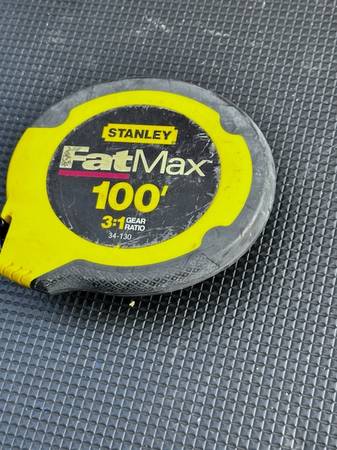 STANLEY
FatMax
100'
3:1 GEAR RATIO
34-130